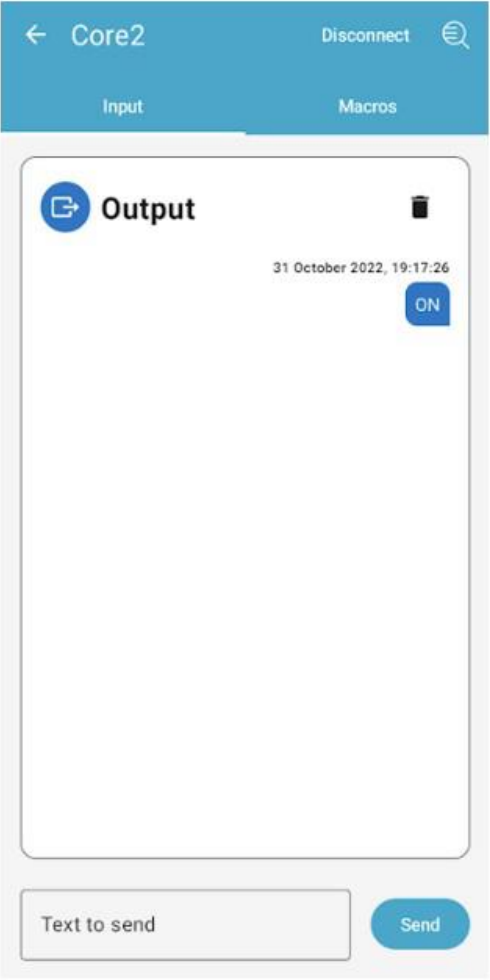 Core2 Disconnect
Input Macros
Output
31 October 2022, 19:17:26
ON
Text to send Send